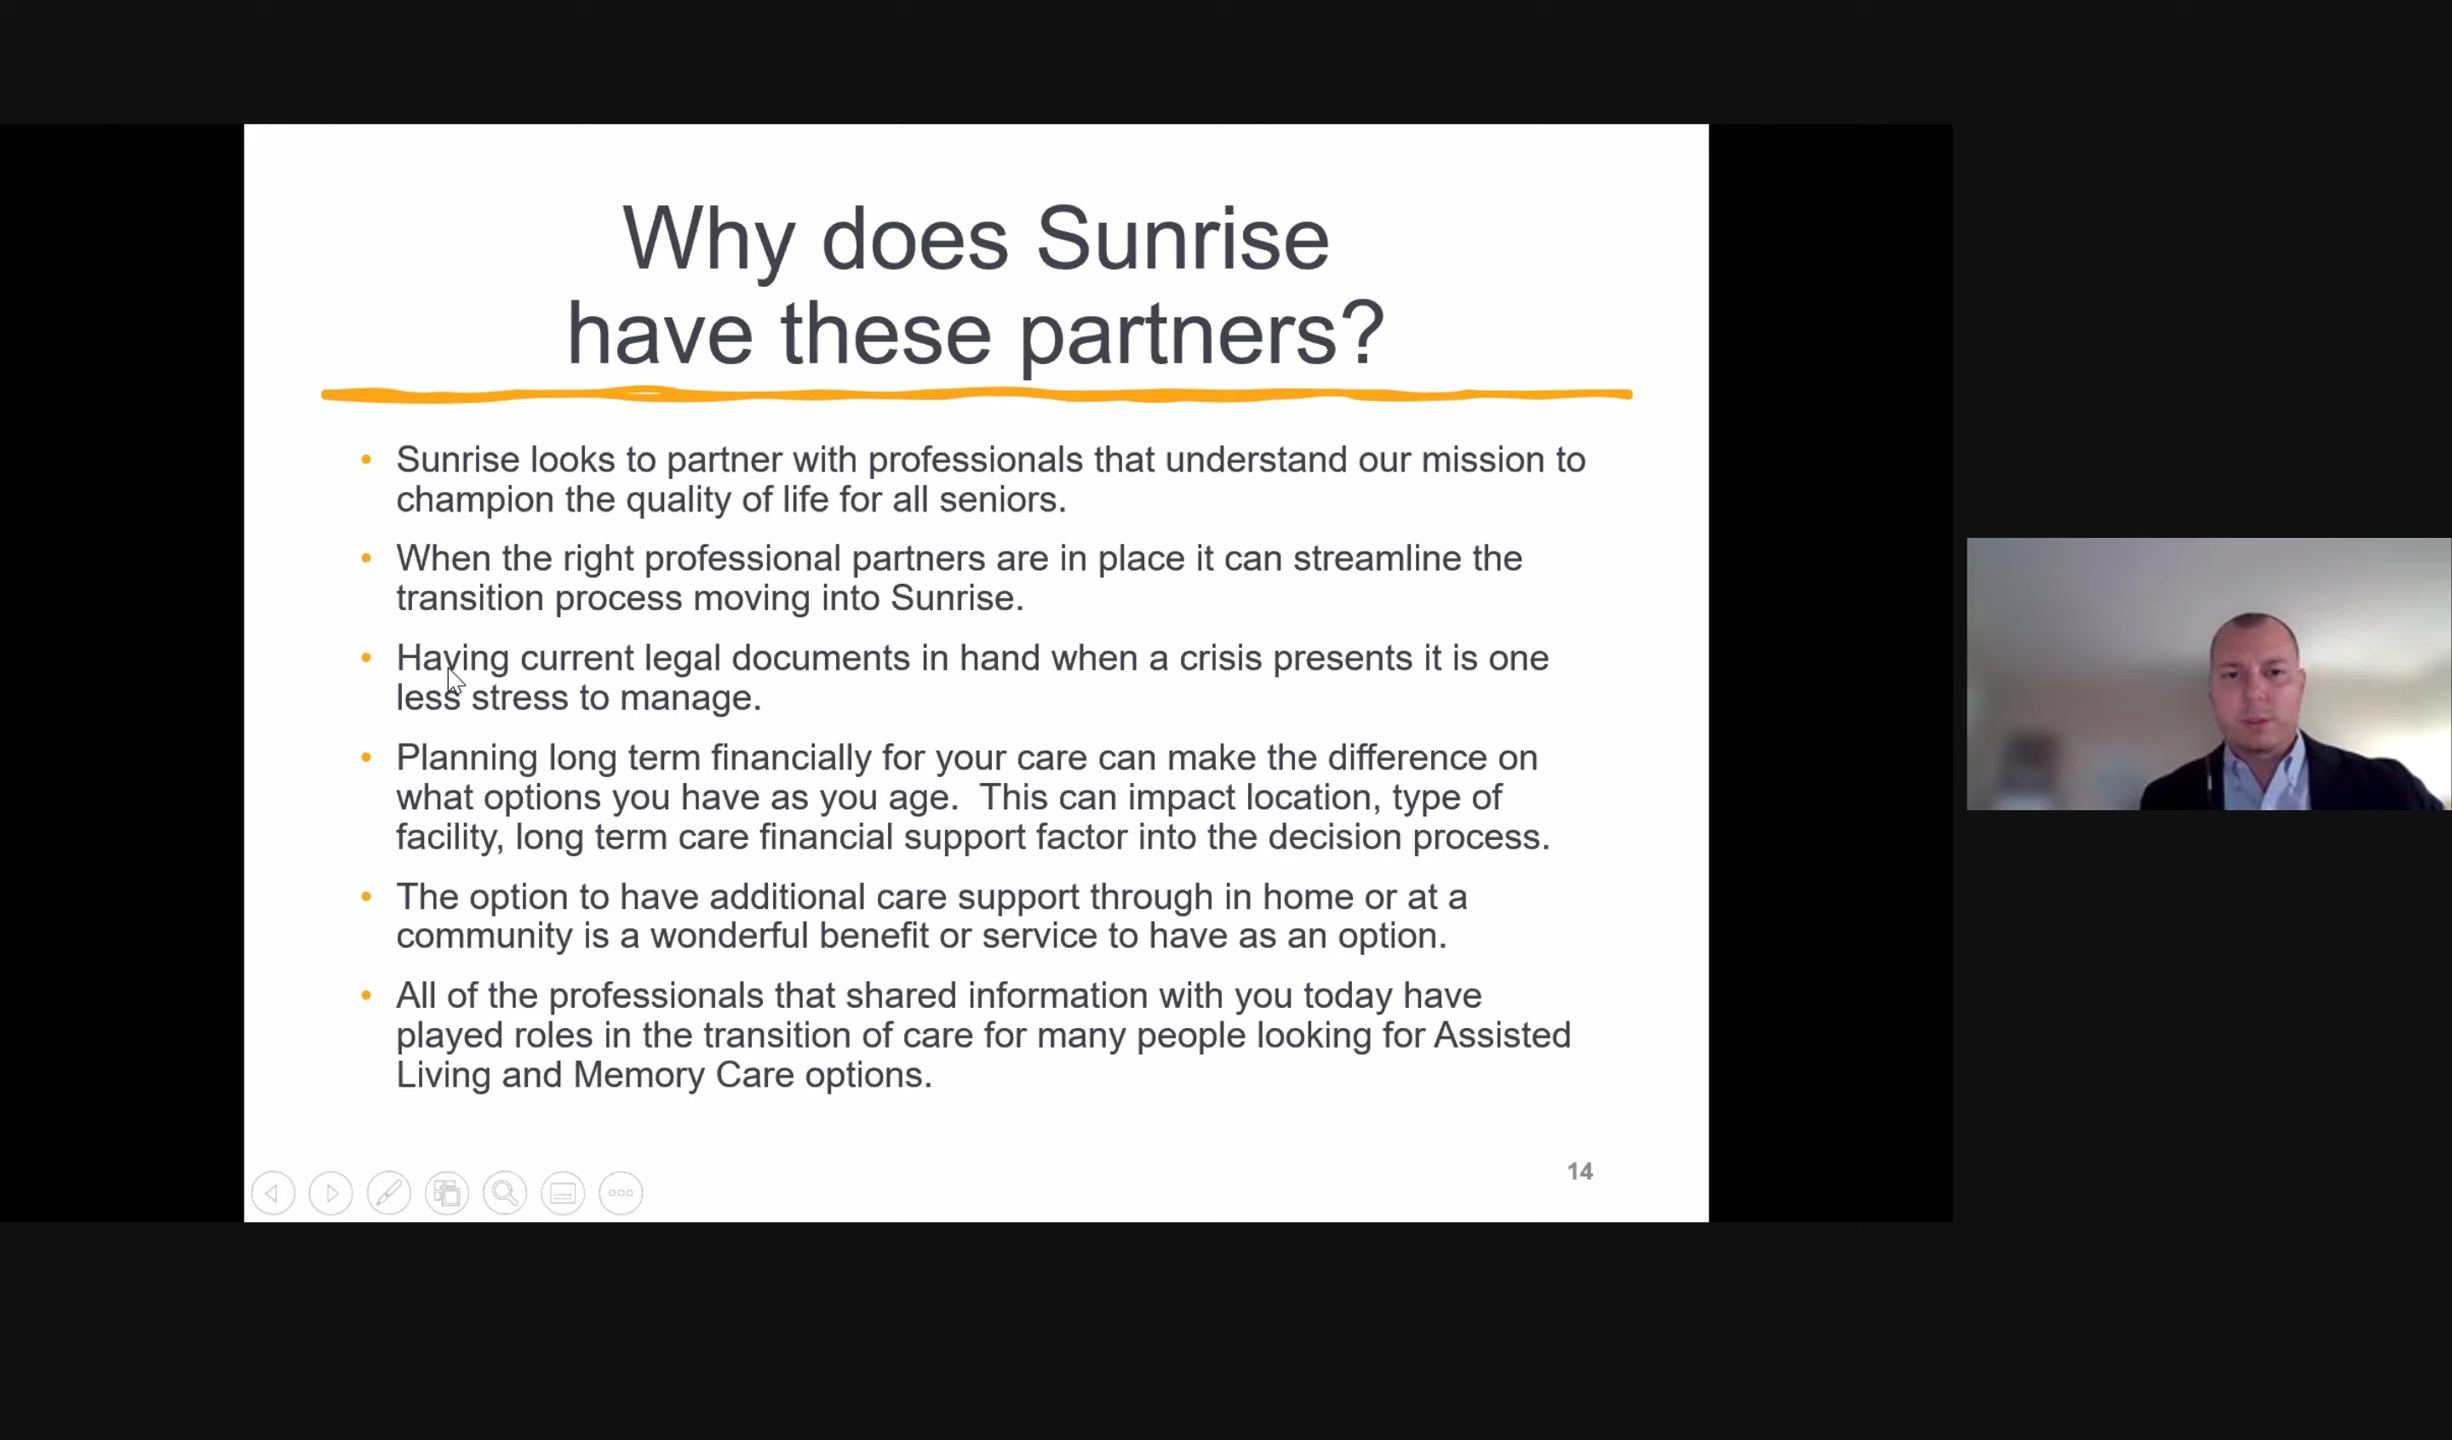 Why does Sunrise
have these partners?
• Sunrise looks to partner with professionals that understand our mission to
champion the quality of life for all seniors.
• When the right professional partners are in place it can streamline the
transition process moving into Sunrise.
• Having current legal documents in hand when a crisis presents it is one
less stress to manage.
• Planning long term financially for your care can make the difference on
what options you have as you age.  This can impact location, type of
facility, long term care financial support factor into the decision process.
• The option to have additional care support through in home or at a
community is a wonderful benefit or service to have as an option.
• All of the professionals that shared information with you today have
played roles in the transition of care for many people looking for Assisted
Living and Memory Care options.
14